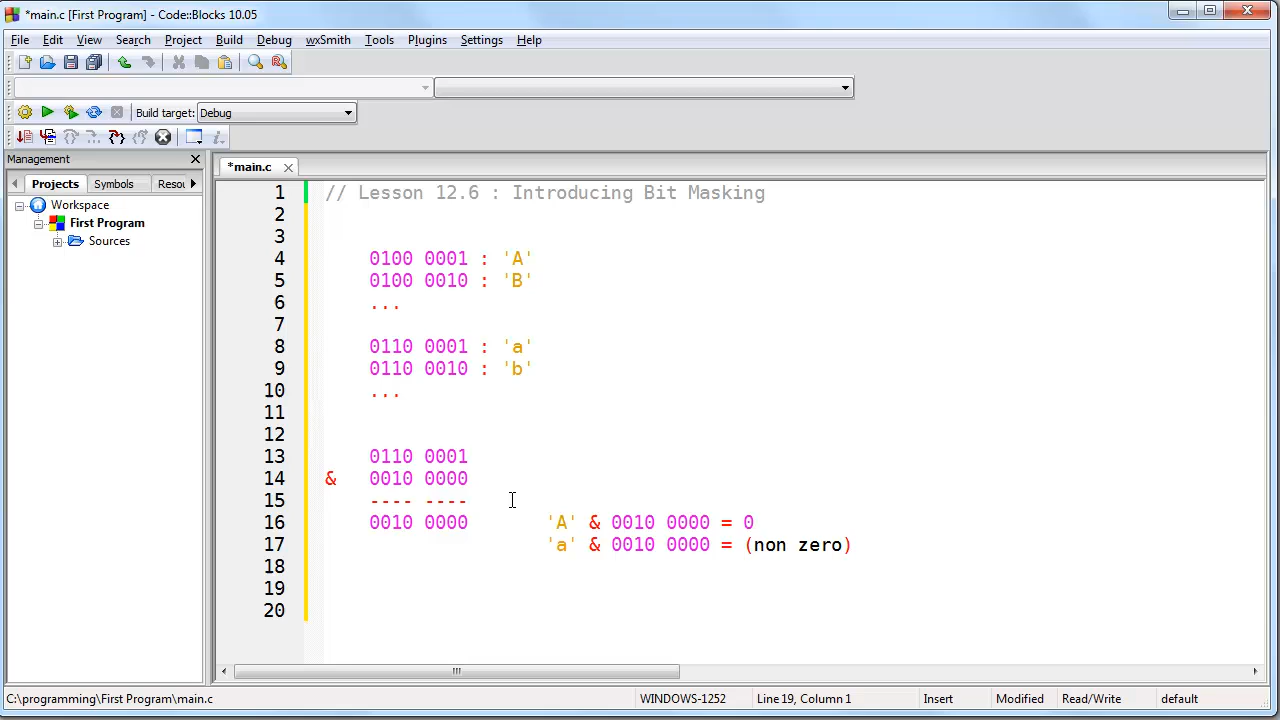 *main.c [First Program] - Code::Blocks 10.05
File Edit View Search Project Build Debug wxSmith Tools Plugins Settings Help
Build target: Debug
Management
*main.c
Projects Symbols Resou
Workspace
First Program
Sources
1 // Lesson 12.6 : Introducing Bit Masking
2
3
4 0100 0001 : 'A'
5 0100 0010 : 'B'
6 ...
7
8 0110 0001 : 'a'
9 0110 0010 : 'b'
10 ...
11
12
13 0110 0001
14 & 0010 0000
15 ---- ----
16 0010 0000 'A' & 0010 0000 = 0
17 'a' & 0010 0000 = (non zero)
18
19
20
C:\programming\First Program\main.c WINDOWS-1252 Line 19, Column 1 Insert Modified Read/Write default